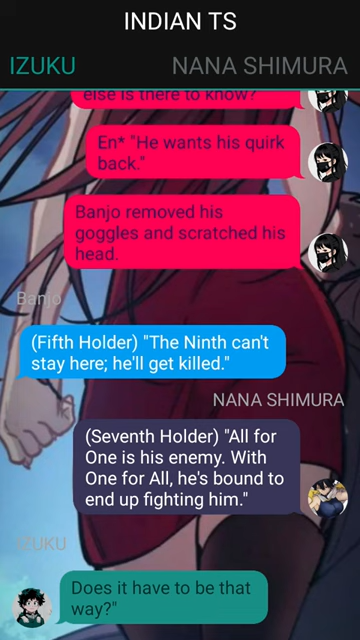 INDIAN TS
IZUKU
NANA SHIMURA
else is there to know?
En* "He wants his quirk
back."
Banjo removed his
goggles and scratched his
head.
Banjo
(Fifth Holder) "The Ninth can't
stay here; he'll get killed."
NANA SHIMURA
(Seventh Holder) "All for
One is his enemy. With
One for All, he's bound to
end up fighting him."
IZUKU
Does it have to be that
way?"